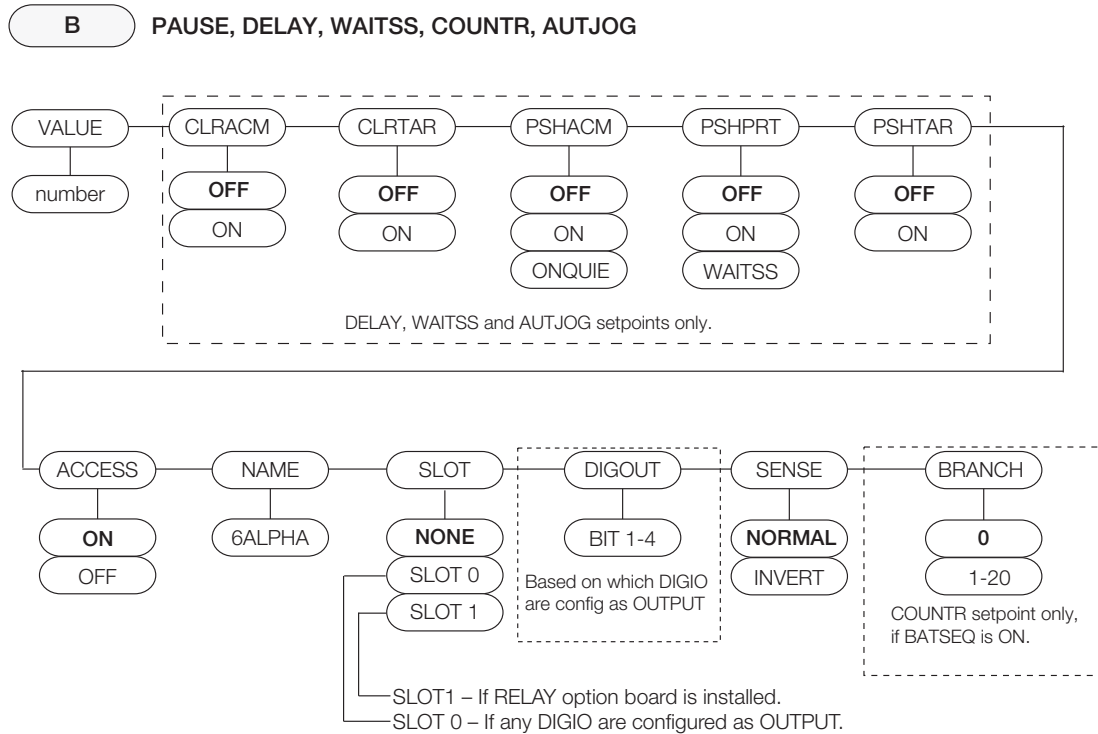 B PAUSE, DELAY, WAITSS, COUNTR, AUTJOG
VALUE CLRACM CLRTAR PSHACM PSHPRT PSHTAR
number OFF OFF OFF OFF OFF
ON ON ON ON ON
ONQUIE WAITSS
DELAY, WAITSS and AUTJOG setpoints only.
ACCESS NAME SLOT DIGOUT SENSE BRANCH
ON 6ALPHA NONE BIT 1-4 NORMAL 0
OFF SLOT 0 INVERT 1-20
SLOT 1
Based on which DIGIO
are config as OUTPUT
COUNTR setpoint only,
if BATSEQ is ON.
SLOT1 – If RELAY option board is installed.
SLOT 0 – If any DIGIO are configured as OUTPUT.